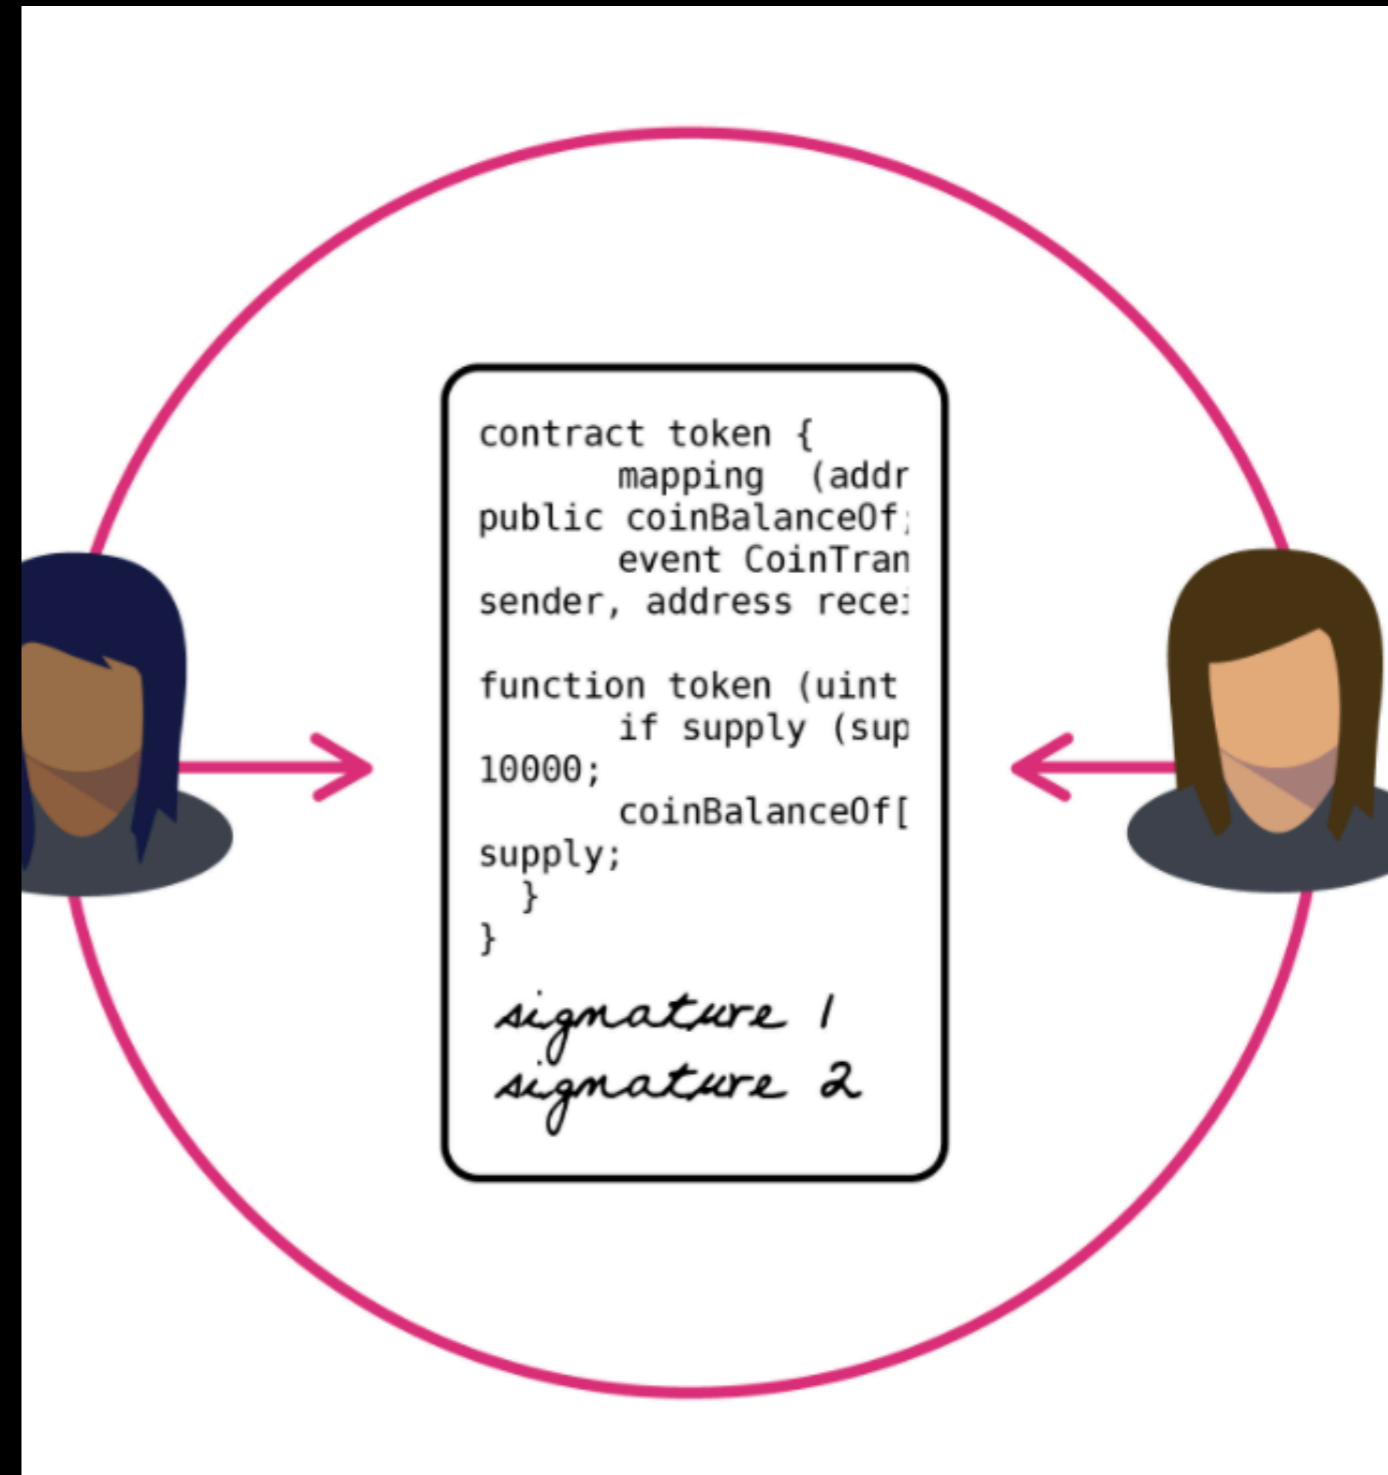 contract token {
mapping (addr
public coinBalanceOf;
event CoinTran
sender, address recei
function token (uint
if supply (sup
10000;
coinBalanceOf[
supply;
}
}
signature 1
signature 2